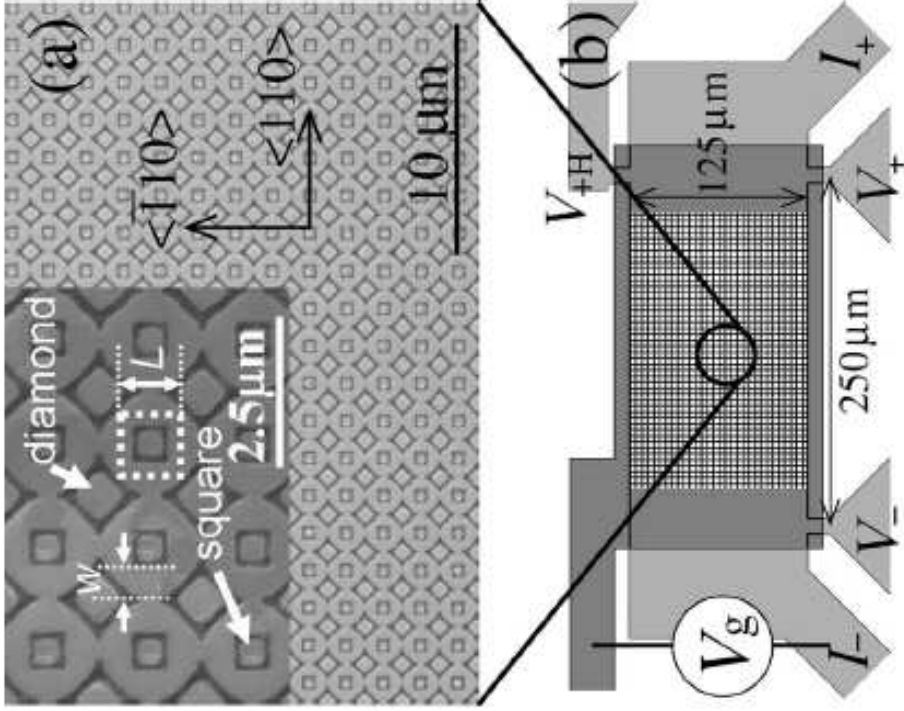 (a)
diamond
w
L
<1̄10>
square
2.5μm
<110>
10 μm
V+H
(b)
Vg
125μm
I−
I+
250μm
V−
V+